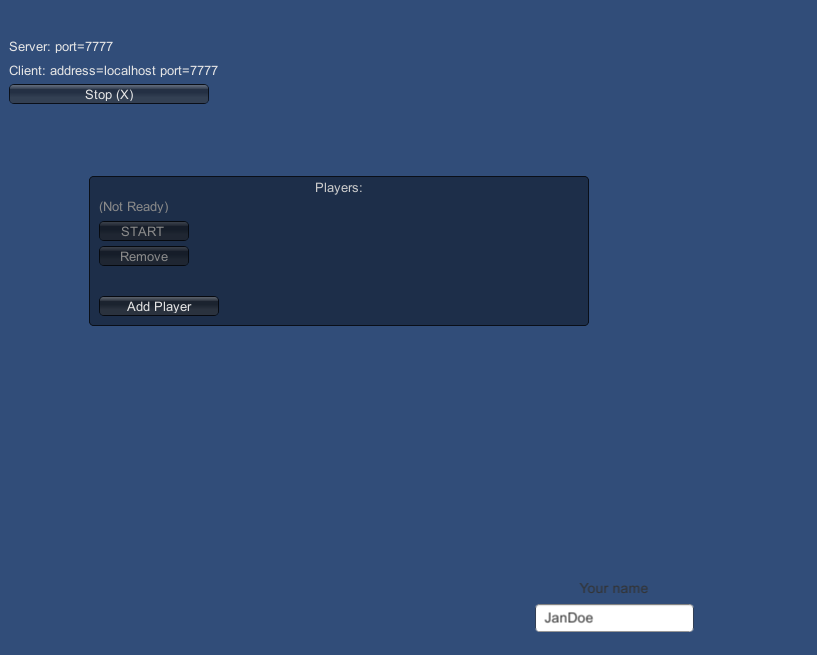 Server: port=7777
Client: address=localhost port=7777
Stop (X)
Players:
(Not Ready)
START
Remove
Add Player
Your name
JanDoe